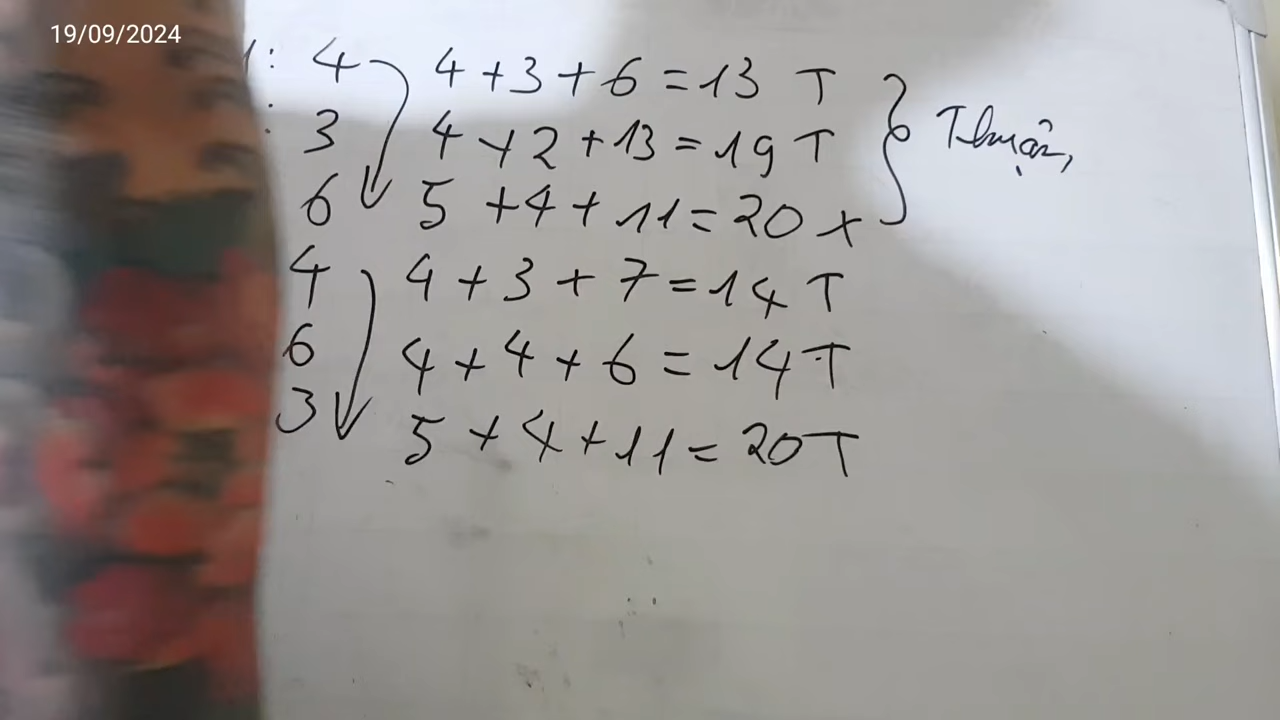 19/09/2024
: 4 4 + 3 + 6 = 13 T
: 3 4 + 2 + 13 = 19 T } Thuận,
6 5 + 4 + 11 = 20 x
4 4 + 3 + 7 = 14 T
6 4 + 4 + 6 = 14 T
3 5 + 4 + 11 = 20 T